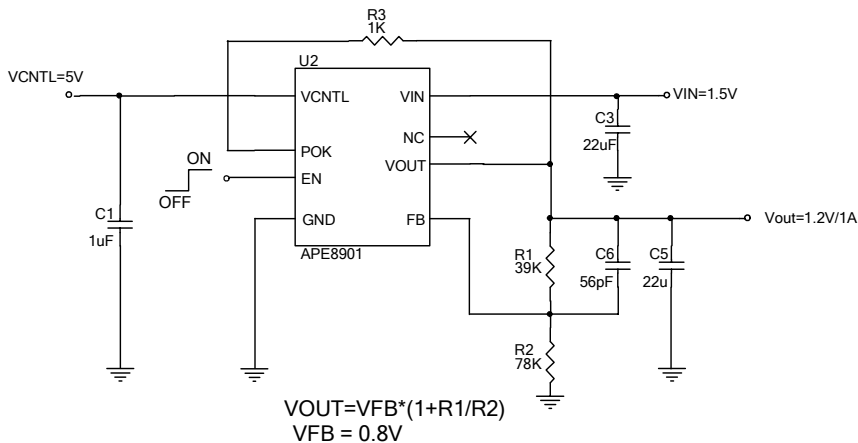 R3
1K
U2
VCNTL=5V
VCNTL
VIN
VIN=1.5V
C3
22uF
NC
POK
VOUT
ON
EN
OFF
C1
1uF
GND
FB
Vout=1.2V/1A
APE8901
R1
39K
C6
56pF
C5
22u
R2
78K
VOUT=VFB*(1+R1/R2)
VFB = 0.8V